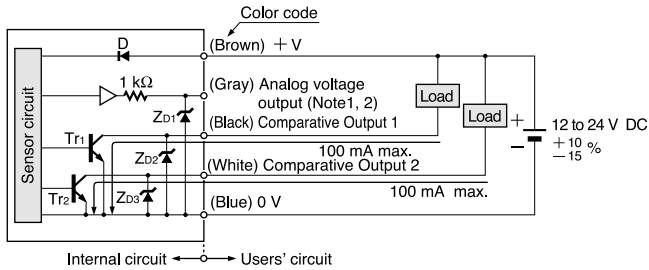 Color code
D
(Brown) +V
1 kΩ
(Gray) Analog voltage
output (Note1, 2)
Load
Load
ZD1
(Black) Comparative Output 1
Sensor circuit
Tr1
100 mA max.
+
−
12 to 24 V DC
+10
−15 %
ZD2
(White) Comparative Output 2
100 mA max.
Tr2
ZD3
(Blue) 0 V
Internal circuit
Users' circuit